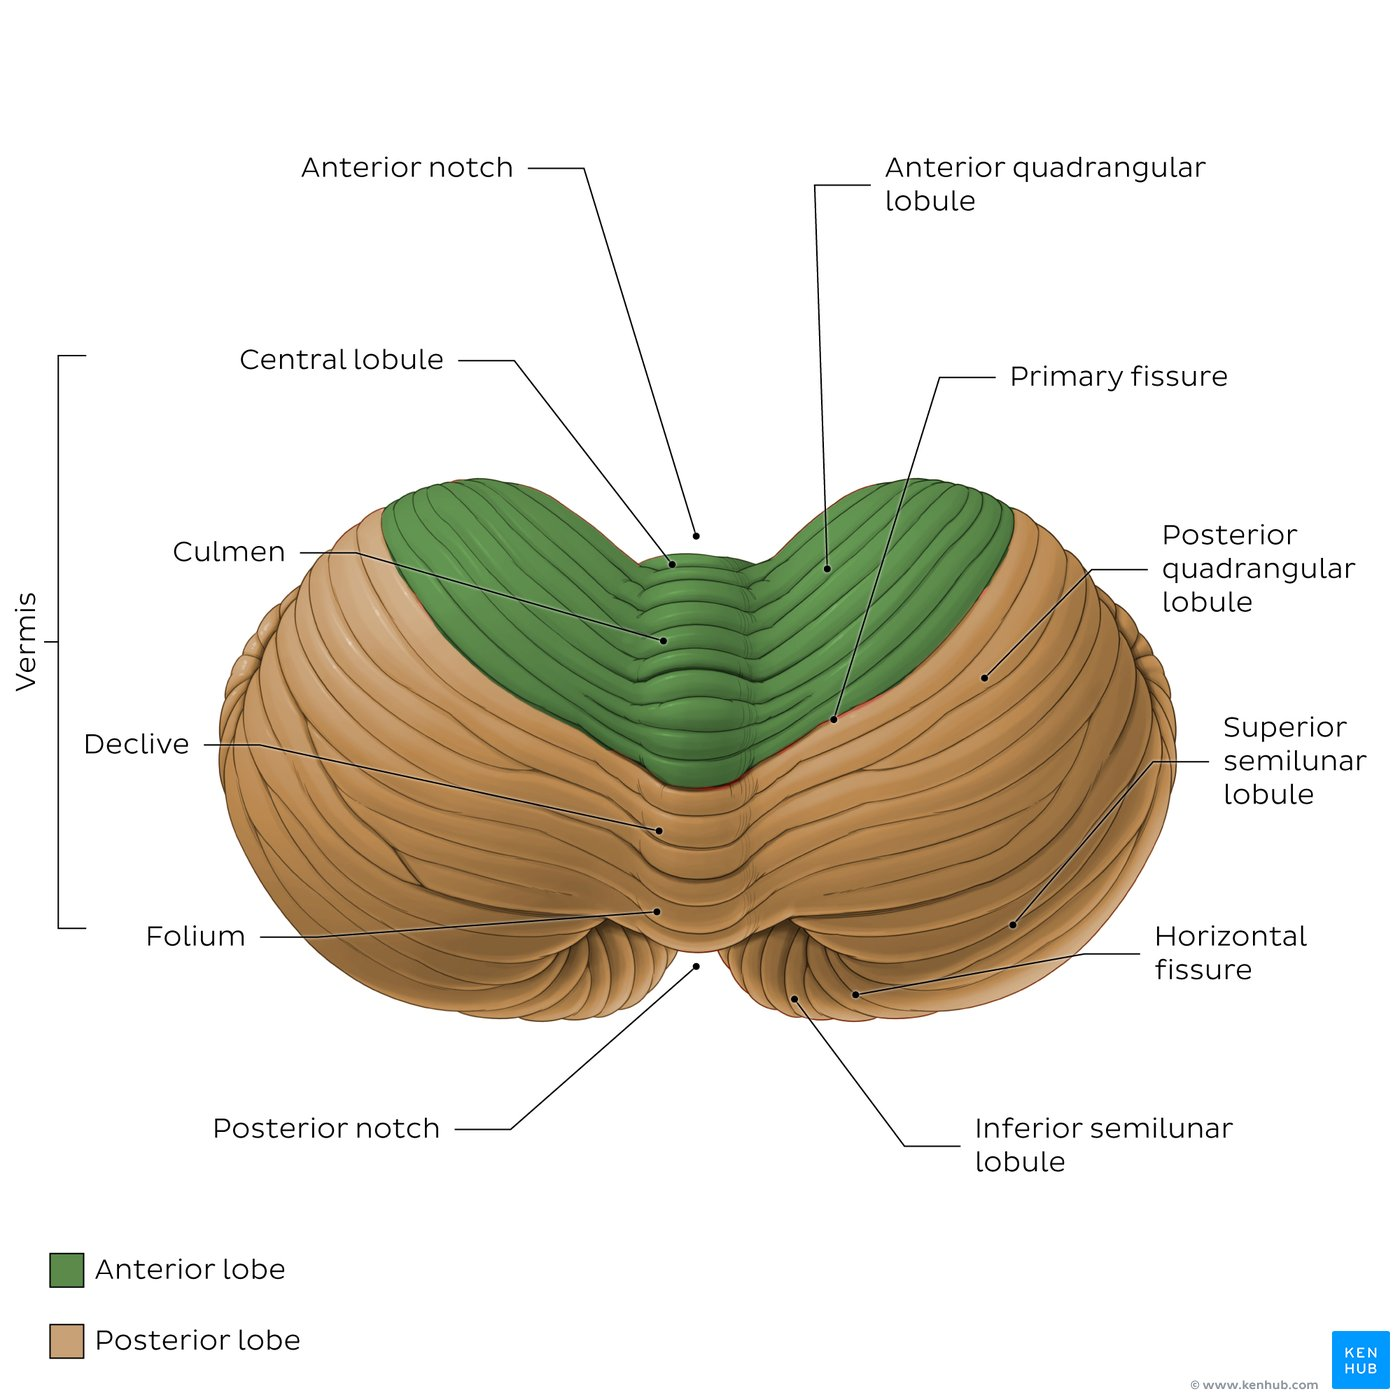 Anterior notch
Anterior quadrangular
lobule
Central lobule
Primary fissure
Culmen
Posterior
quadrangular
lobule
Vermis
Declive
Superior
semilunar
lobule
Folium
Horizontal
fissure
Posterior notch
Inferior semilunar
lobule
Anterior lobe
Posterior lobe
KEN
HUB
© www.kenhub.com